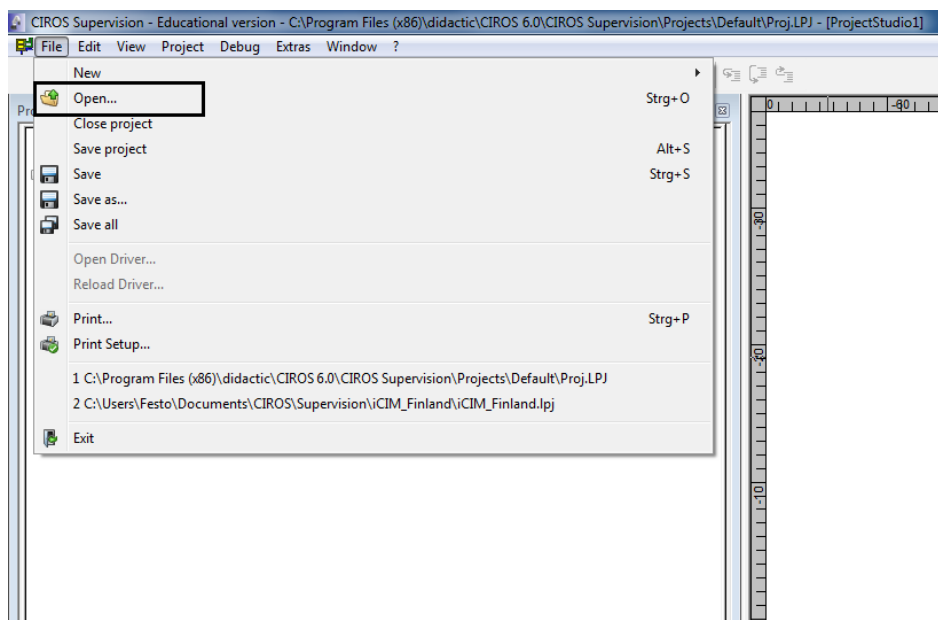 CIROS Supervision - Educational version - C:\Program Files (x86)\didactic\CIROS 6.0\CIROS Supervision\Projects\Default\Proj.LPJ - [ProjectStudio1]
File Edit View Project Debug Extras Window ?
New
Open... Strg+O
Close project
Save project Alt+S
Save Strg+S
Save as...
Save all
Open Driver...
Reload Driver...
Print... Strg+P
Print Setup...
1 C:\Program Files (x86)\didactic\CIROS 6.0\CIROS Supervision\Projects\Default\Proj.LPJ
2 C:\Users\Festo\Documents\CIROS\Supervision\iCIM_Finland\iCIM_Finland.lpj
Exit
0